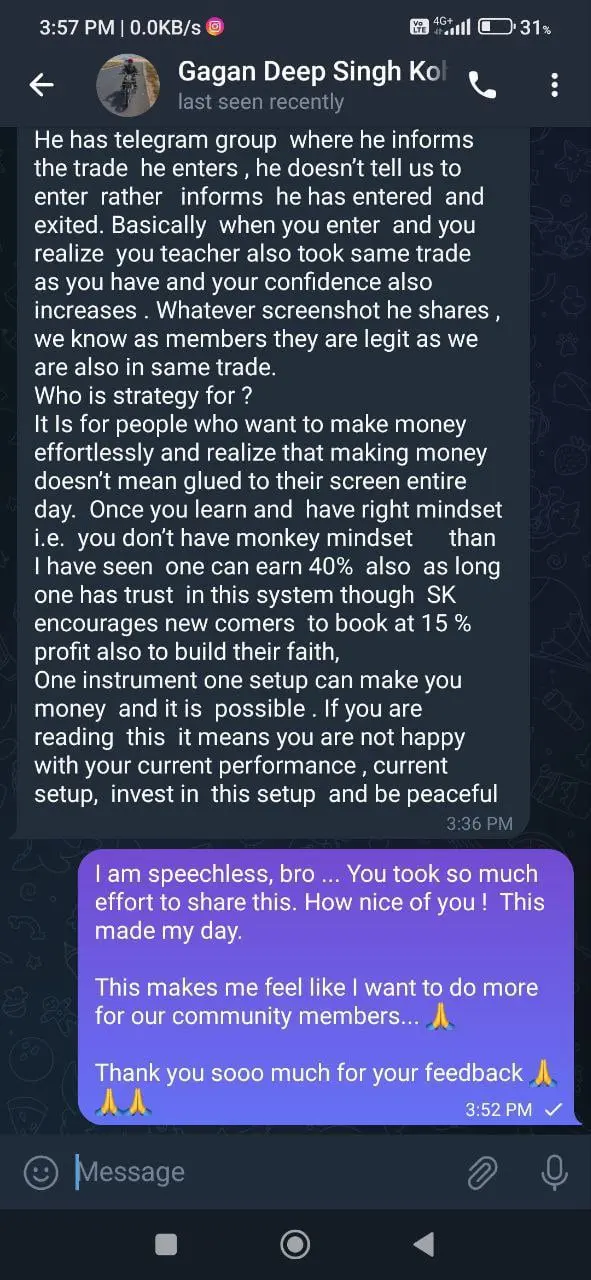 3:57 PM | 0.0KB/s
Vo LTE 4G+ 31%
Gagan Deep Singh Koh
last seen recently
He has telegram group where he informs
the trade he enters , he doesn’t tell us to
enter rather informs he has entered and
exited. Basically when you enter and you
realize you teacher also took same trade
as you have and your confidence also
increases . Whatever screenshot he shares ,
we know as members they are legit as we
are also in same trade.
Who is strategy for ?
It Is for people who want to make money
effortlessly and realize that making money
doesn’t mean glued to their screen entire
day. Once you learn and have right mindset
i.e. you don’t have monkey mindset than
I have seen one can earn 40% also as long
one has trust in this system though SK
encourages new comers to book at 15 %
profit also to build their faith,
One instrument one setup can make you
money and it is possible . If you are
reading this it means you are not happy
with your current performance , current
setup, invest in this setup and be peaceful
3:36 PM
I am speechless, bro ... You took so much
effort to share this. How nice of you ! This
made my day.
This makes me feel like I want to do more
for our community members... 🙏
Thank you sooo much for your feedback 🙏
🙏🙏
3:52 PM
Message